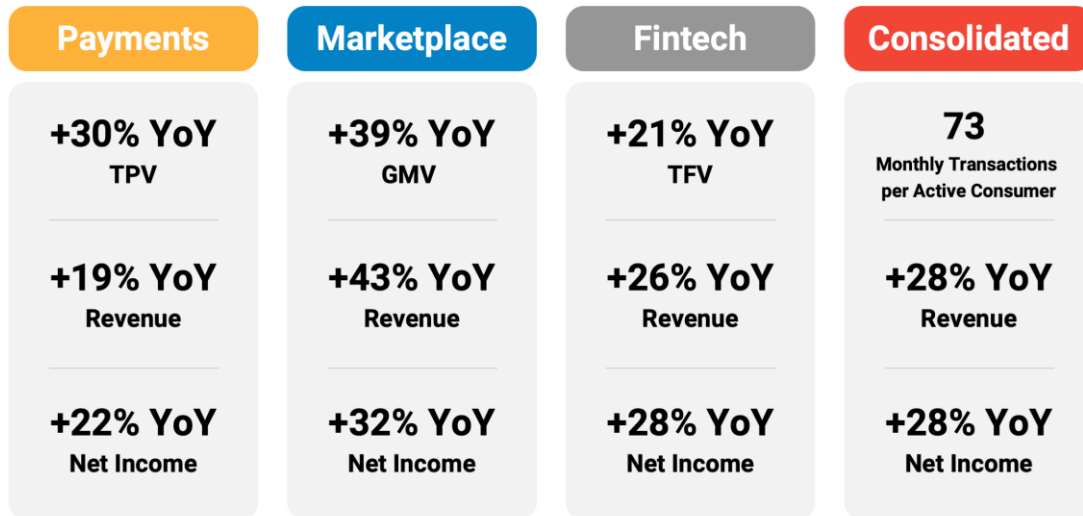 Payments
+30% YoY
TPV
+19% YoY
Revenue
+22% YoY
Net Income
Marketplace
+39% YoY
GMV
+43% YoY
Revenue
+32% YoY
Net Income
Fintech
+21% YoY
TFV
+26% YoY
Revenue
+28% YoY
Net Income
Consolidated
73
Monthly Transactions
per Active Consumer
+28% YoY
Revenue
+28% YoY
Net Income